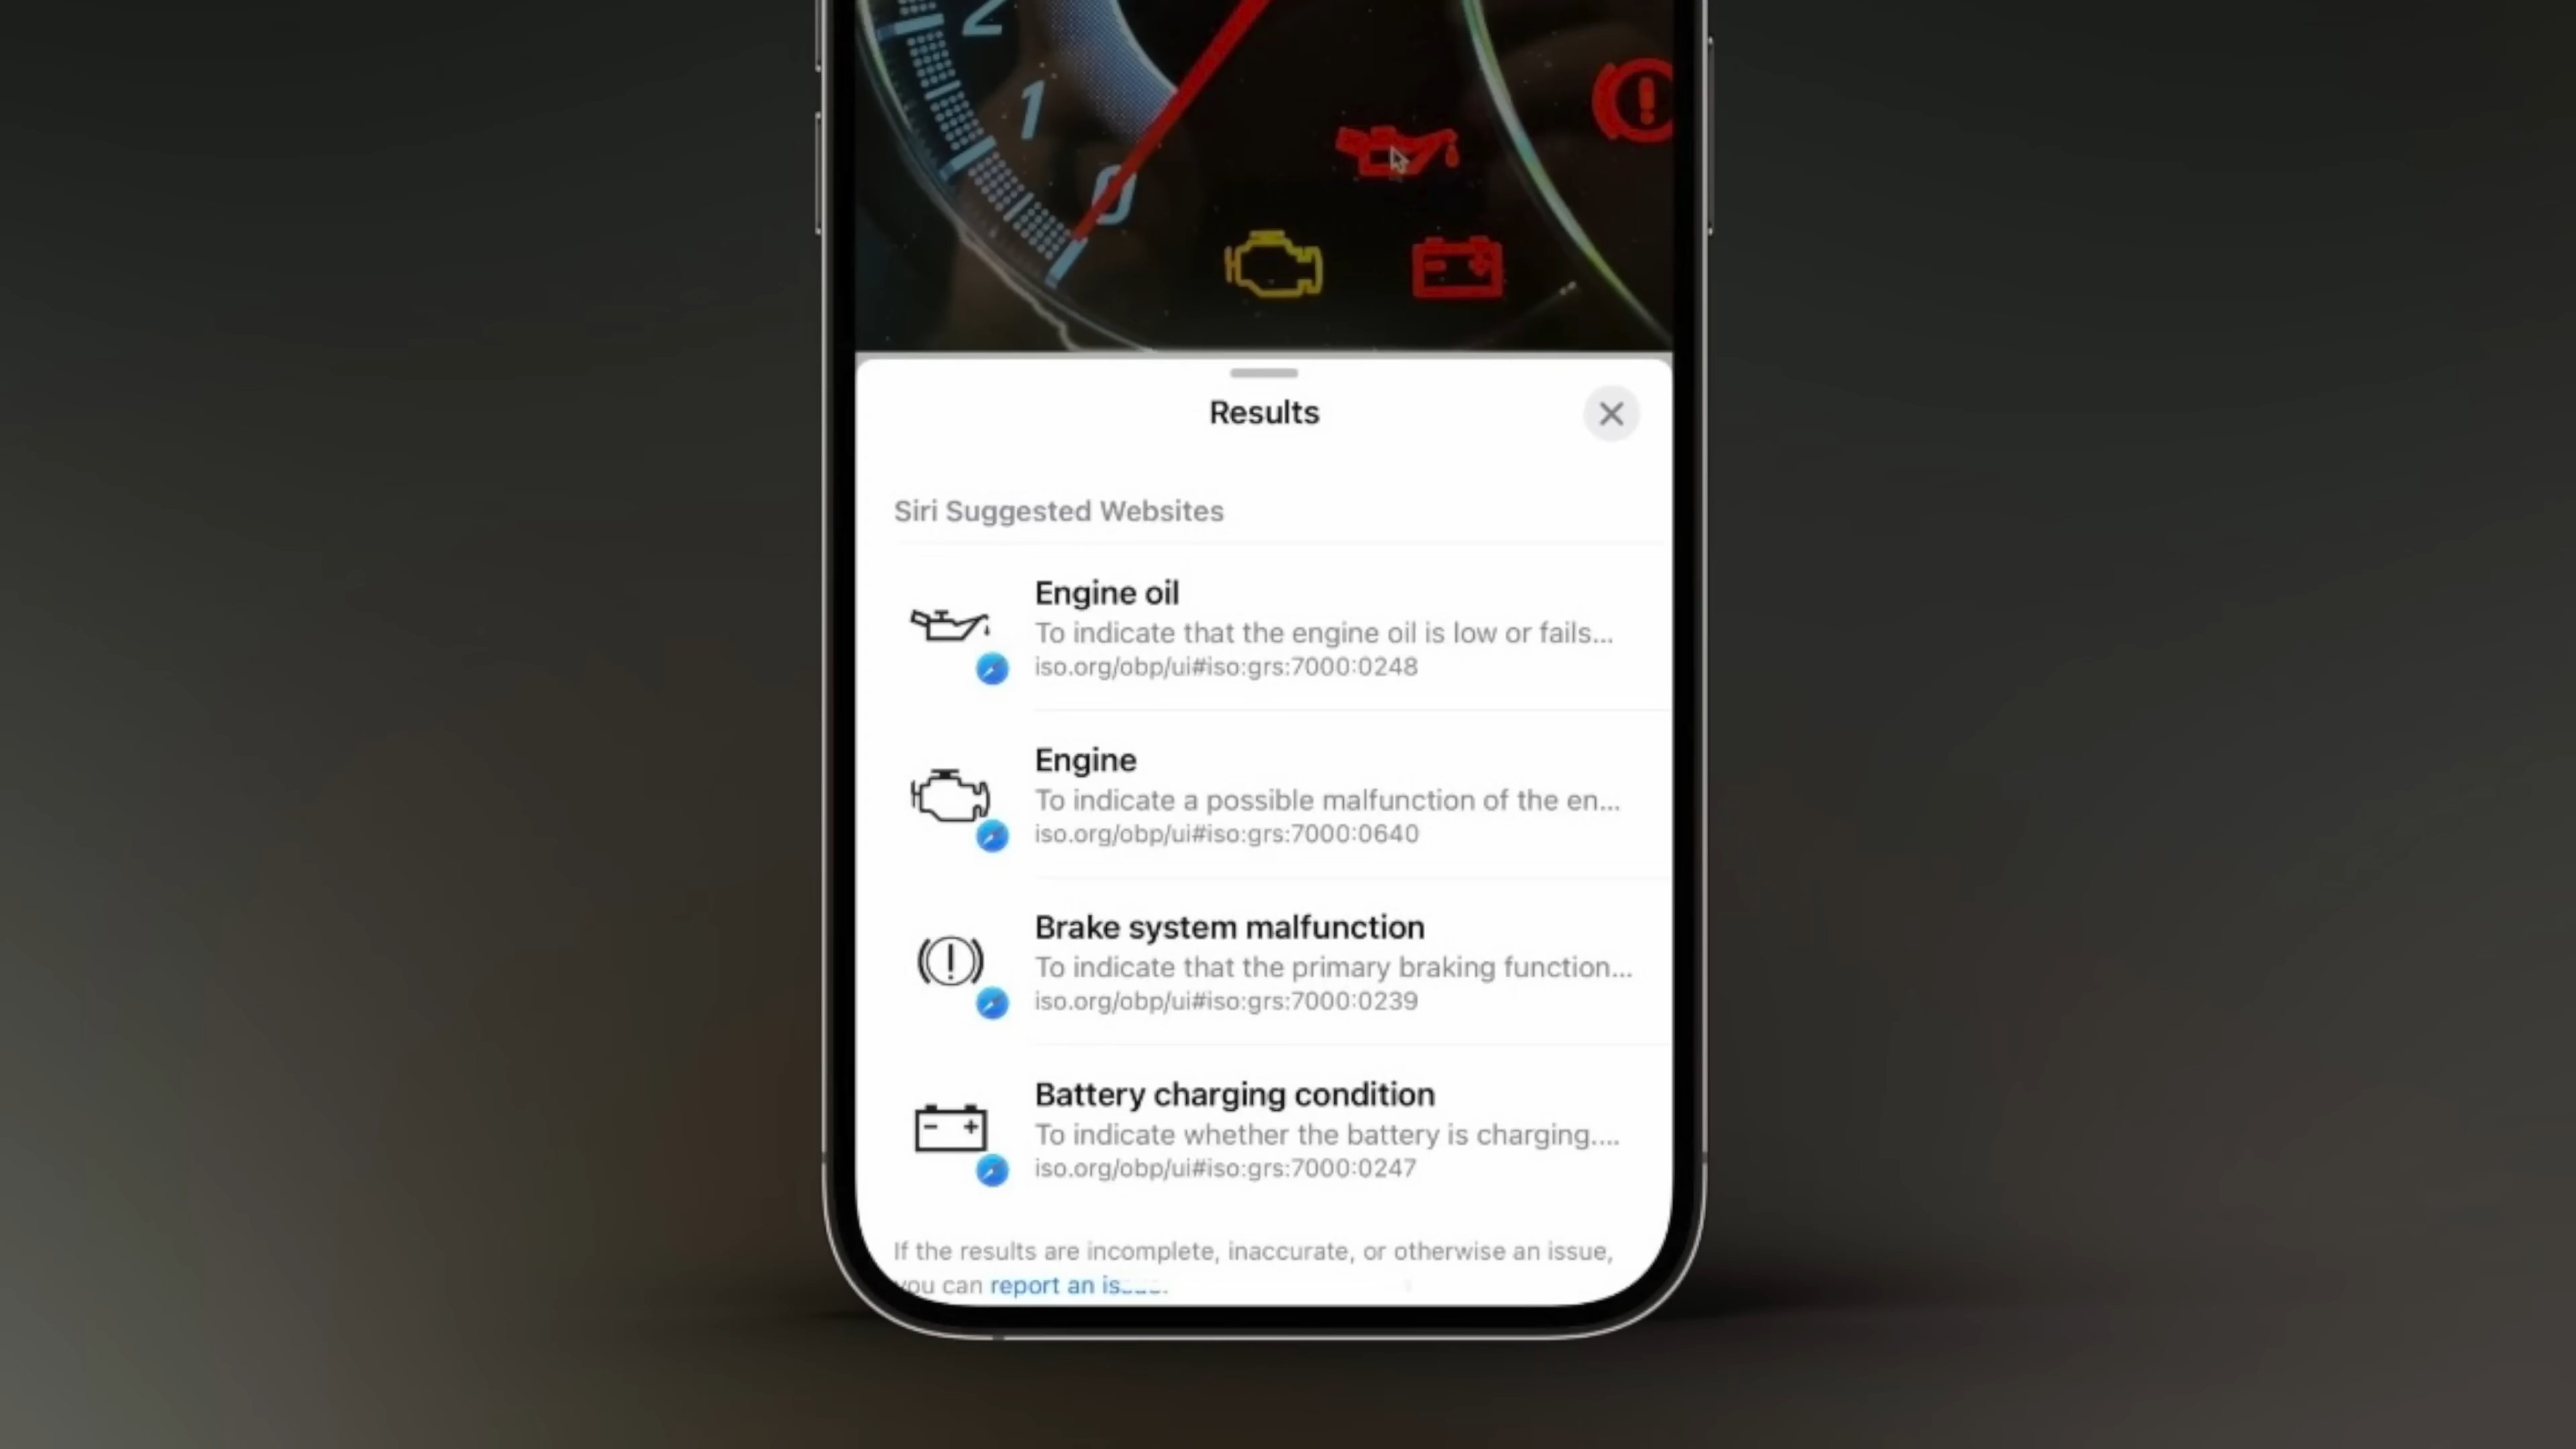 2
1
0
Results
Siri Suggested Websites
Engine oil
To indicate that the engine oil is low or fails...
iso.org/obp/ui#iso:grs:7000:0248
Engine
To indicate a possible malfunction of the en...
iso.org/obp/ui#iso:grs:7000:0640
Brake system malfunction
To indicate that the primary braking function...
iso.org/obp/ui#iso:grs:7000:0239
Battery charging condition
To indicate whether the battery is charging....
iso.org/obp/ui#iso:grs:7000:0247
If the results are incomplete, inaccurate, or otherwise an issue,
you can report an